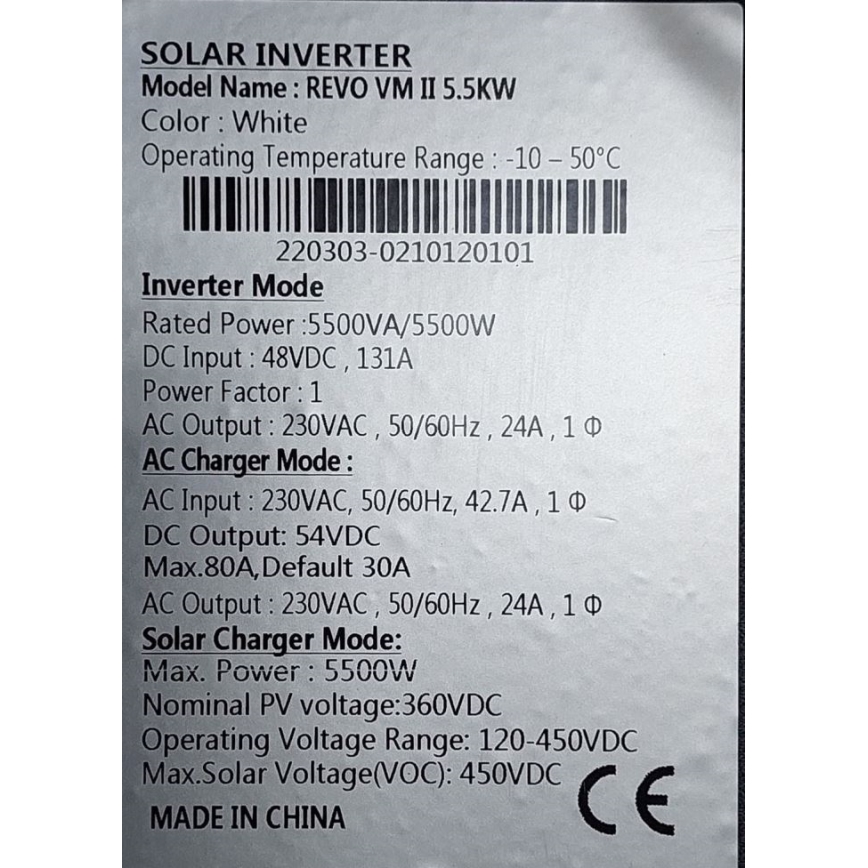 SOLAR INVERTER
Model Name : REVO VM II 5.5KW
Color : White
Operating Temperature Range : -10 – 50°C
220303-0210120101
Inverter Mode
Rated Power :5500VA/5500W
DC Input : 48VDC , 131A
Power Factor : 1
AC Output : 230VAC , 50/60Hz , 24A , 1 Φ
AC Charger Mode :
AC Input : 230VAC, 50/60Hz, 42.7A , 1 Φ
DC Output: 54VDC
Max.80A,Default 30A
AC Output : 230VAC , 50/60Hz , 24A , 1 Φ
Solar Charger Mode:
Max. Power : 5500W
Nominal PV voltage:360VDC
Operating Voltage Range: 120-450VDC
Max.Solar Voltage(VOC): 450VDC
CE
MADE IN CHINA